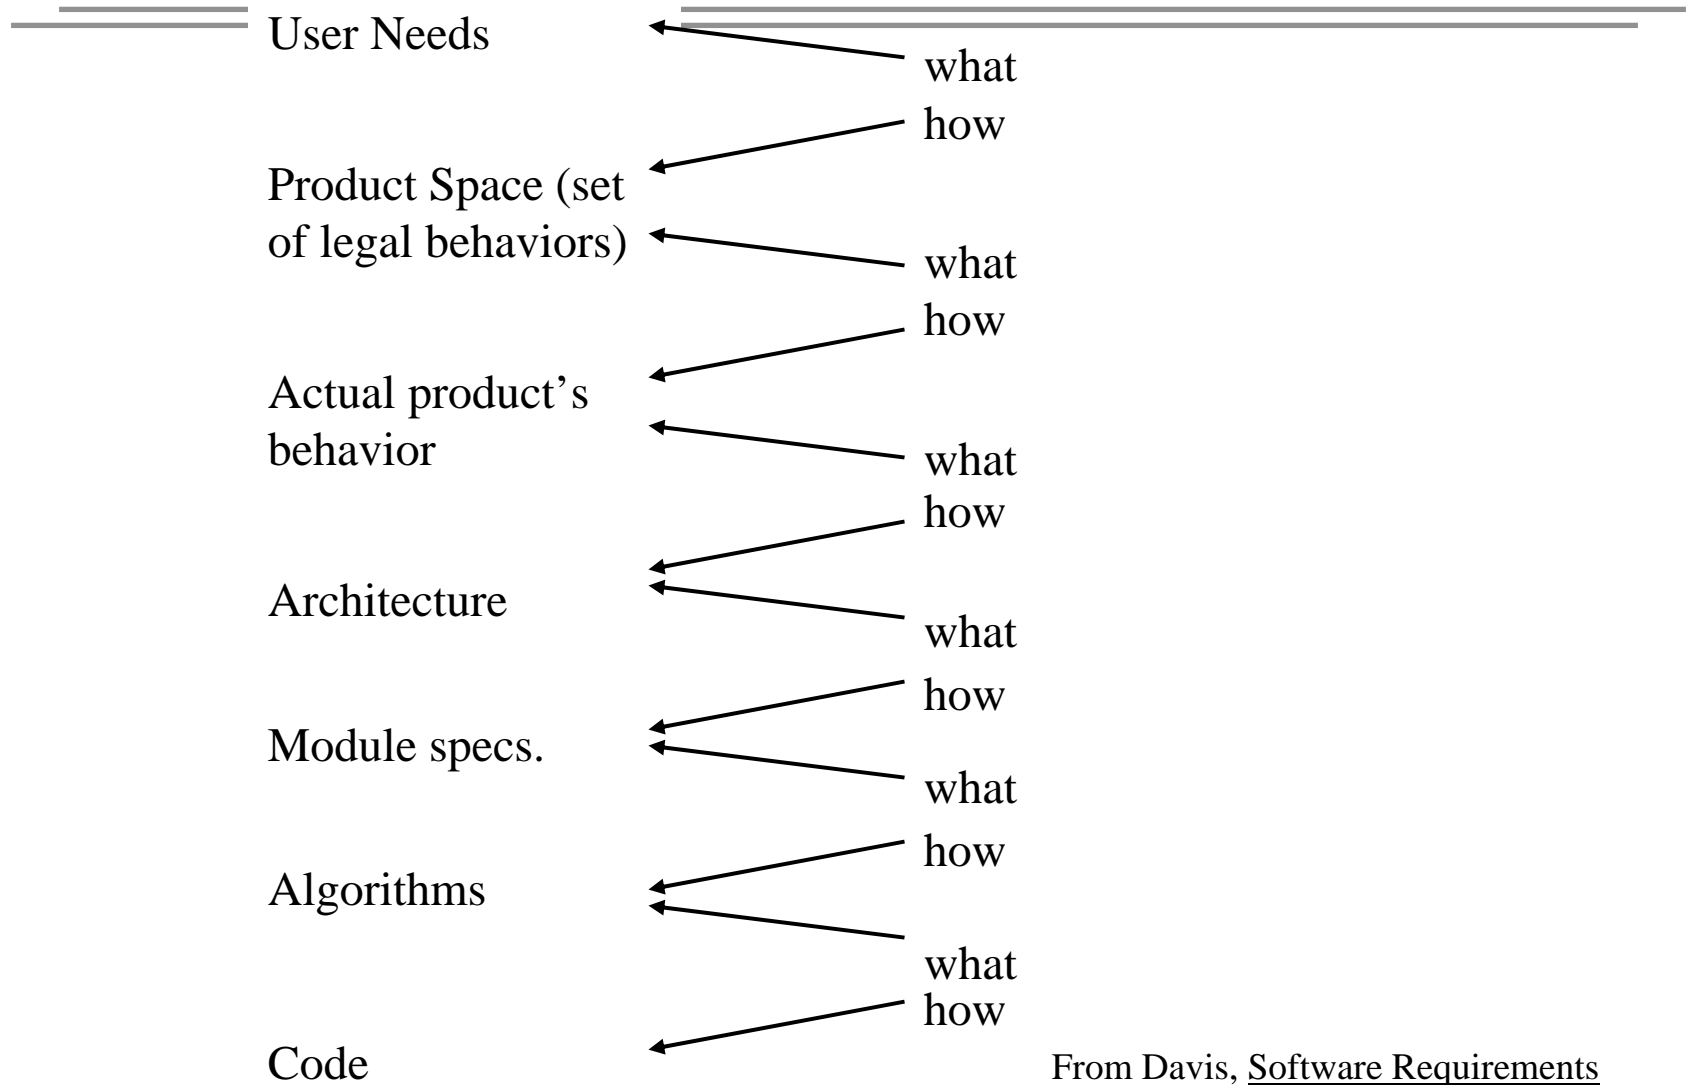 User Needs
what
how
Product Space (set
of legal behaviors)
what
how
Actual product’s
behavior
what
how
Architecture
what
how
Module specs.
what
how
Algorithms
what
how
Code
From Davis, Software Requirements